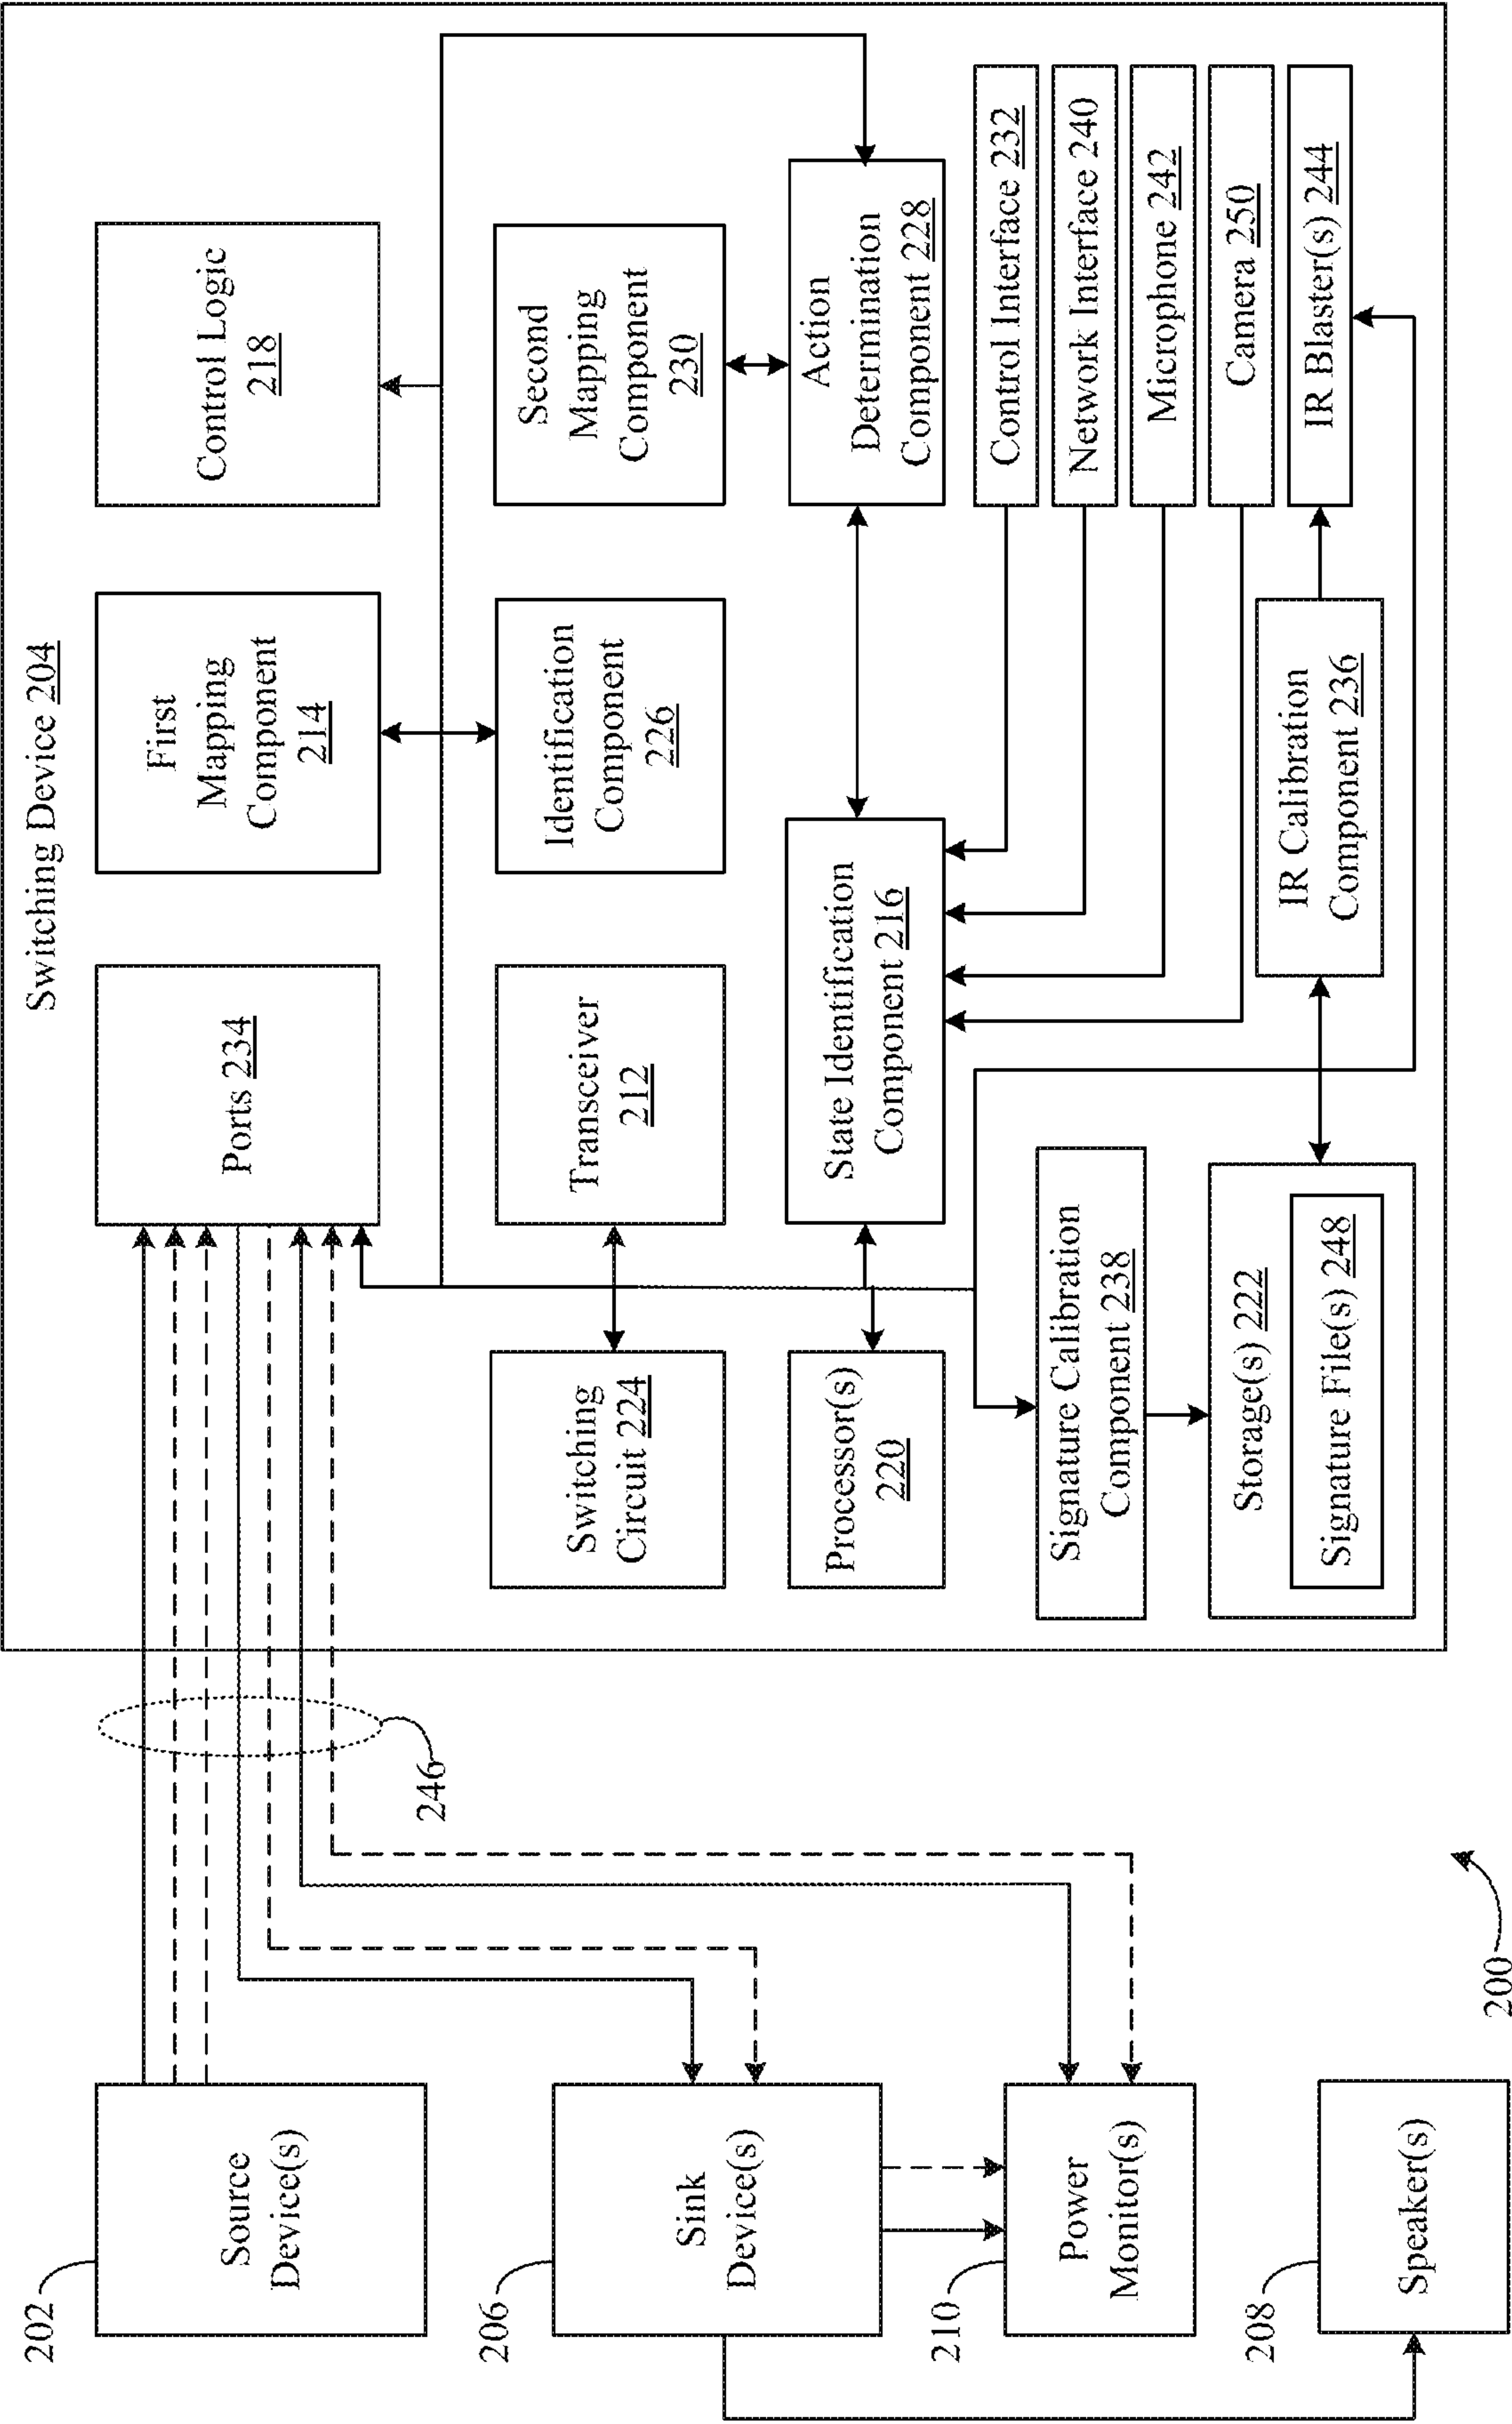 Switching Device 204
Source
Device(s)
202
Sink
Device(s)
206
Power
Monitor(s)
210
Speaker(s)
208
246
200
Ports 234
First
Mapping
Component
214
Control Logic
218
Switching
Circuit 224
Transceiver
212
Identification
Component
226
Second
Mapping
Component
230
Processor(s)
220
State Identification
Component 216
Action
Determination
Component 228
Signature Calibration
Component 238
Storage(s) 222
Signature File(s) 248
IR Calibration
Component 236
Control Interface 232
Network Interface 240
Microphone 242
Camera 250
IR Blaster(s) 244